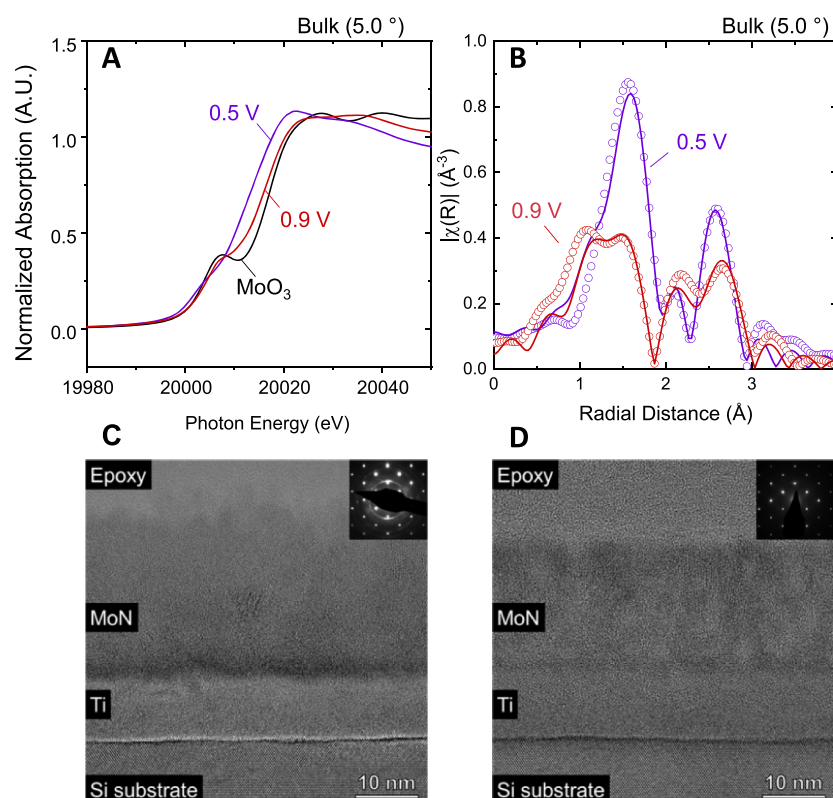 Bulk (5.0 °)
A
0.5 V
0.9 V
MoO₃
Normalized Absorption (A.U.)
1.5
1.0
0.5
0.0
19980
20000
20020
20040
Photon Energy (eV)
Bulk (5.0 °)
B
0.5 V
0.9 V
|χ(R)| (Å⁻³)
1.0
0.8
0.6
0.4
0.2
0.0
0
1
2
3
Radial Distance (Å)
C
Epoxy
MoN
Ti
Si substrate
10 nm
D
Epoxy
MoN
Ti
Si substrate
10 nm